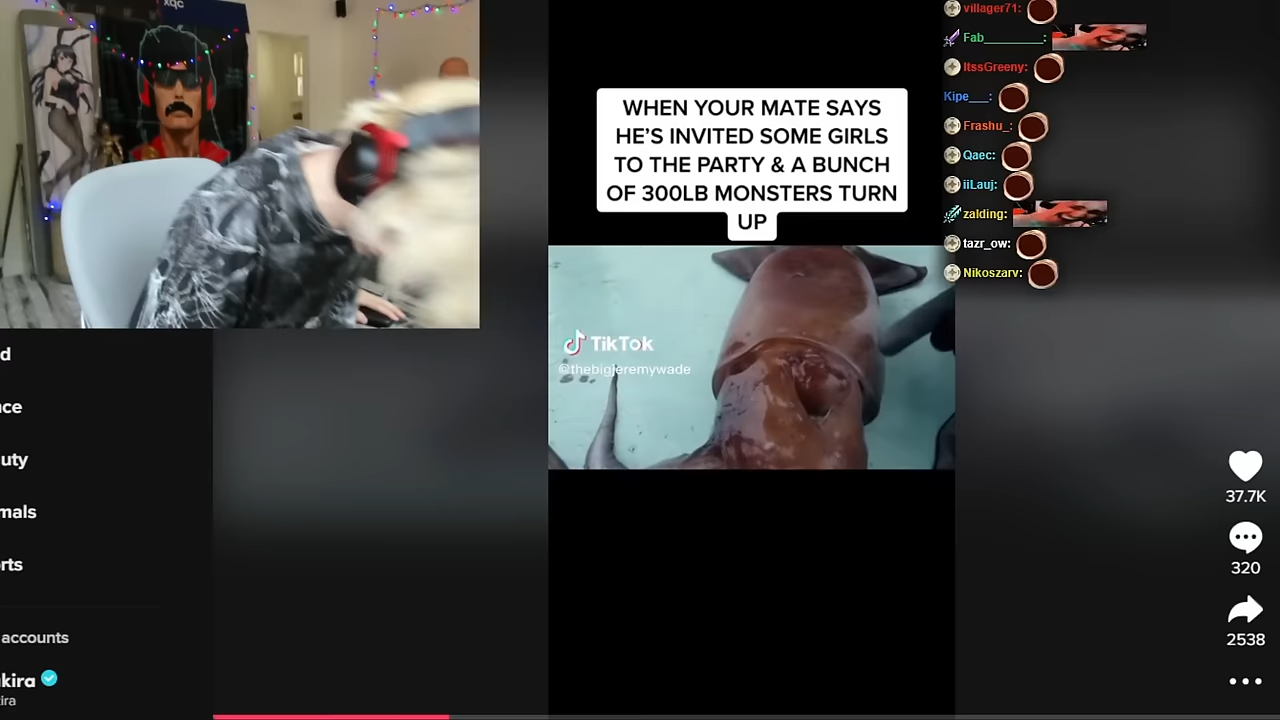 xqc
WHEN YOUR MATE SAYS
HE'S INVITED SOME GIRLS
TO THE PARTY & A BUNCH
OF 300LB MONSTERS TURN
UP
TikTok
@thebigjeremywade
villager71:
Fab________:
ItssGreeny:
Kipe___:
Frashu_:
Qaec:
iiLauj:
zalding:
tazr_ow:
Nikoszarv:
d
ce
uty
mals
rts
accounts
kira
ira
37.7K
320
2538